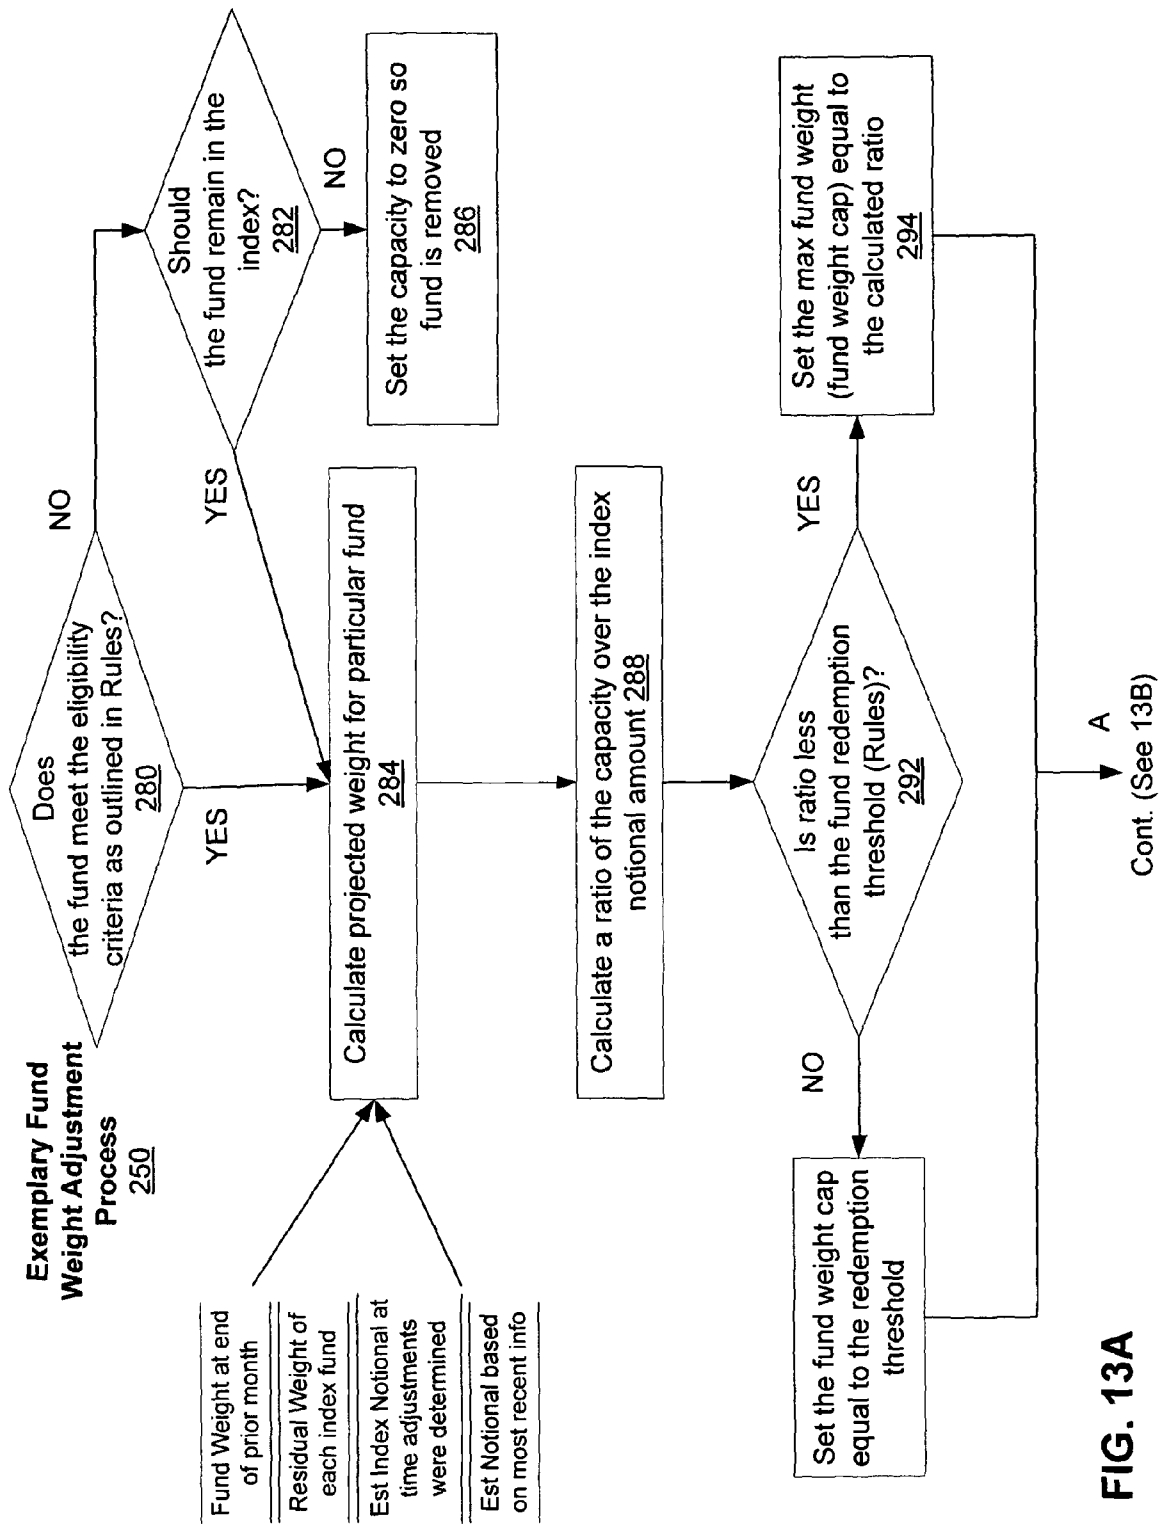 Exemplary Fund
Weight Adjustment
Process
250
Does
the fund meet the eligibility
criteria as outlined in Rules?
280
NO
YES
Should
the fund remain in the
index?
282
YES
NO
Set the capacity to zero so
fund is removed
286
Fund Weight at end
of prior month
Residual Weight of
each index fund
Est Index Notional at
time adjustments
were determined
Est Notional based
on most recent info
Calculate projected weight for particular fund
284
Calculate a ratio of the capacity over the index
notional amount 288
Is ratio less
than the fund redemption
threshold (Rules)?
292
NO
YES
Set the fund weight cap
equal to the redemption
threshold
Set the max fund weight
(fund weight cap) equal to
the calculated ratio
294
A
Cont. (See 13B)
FIG. 13A